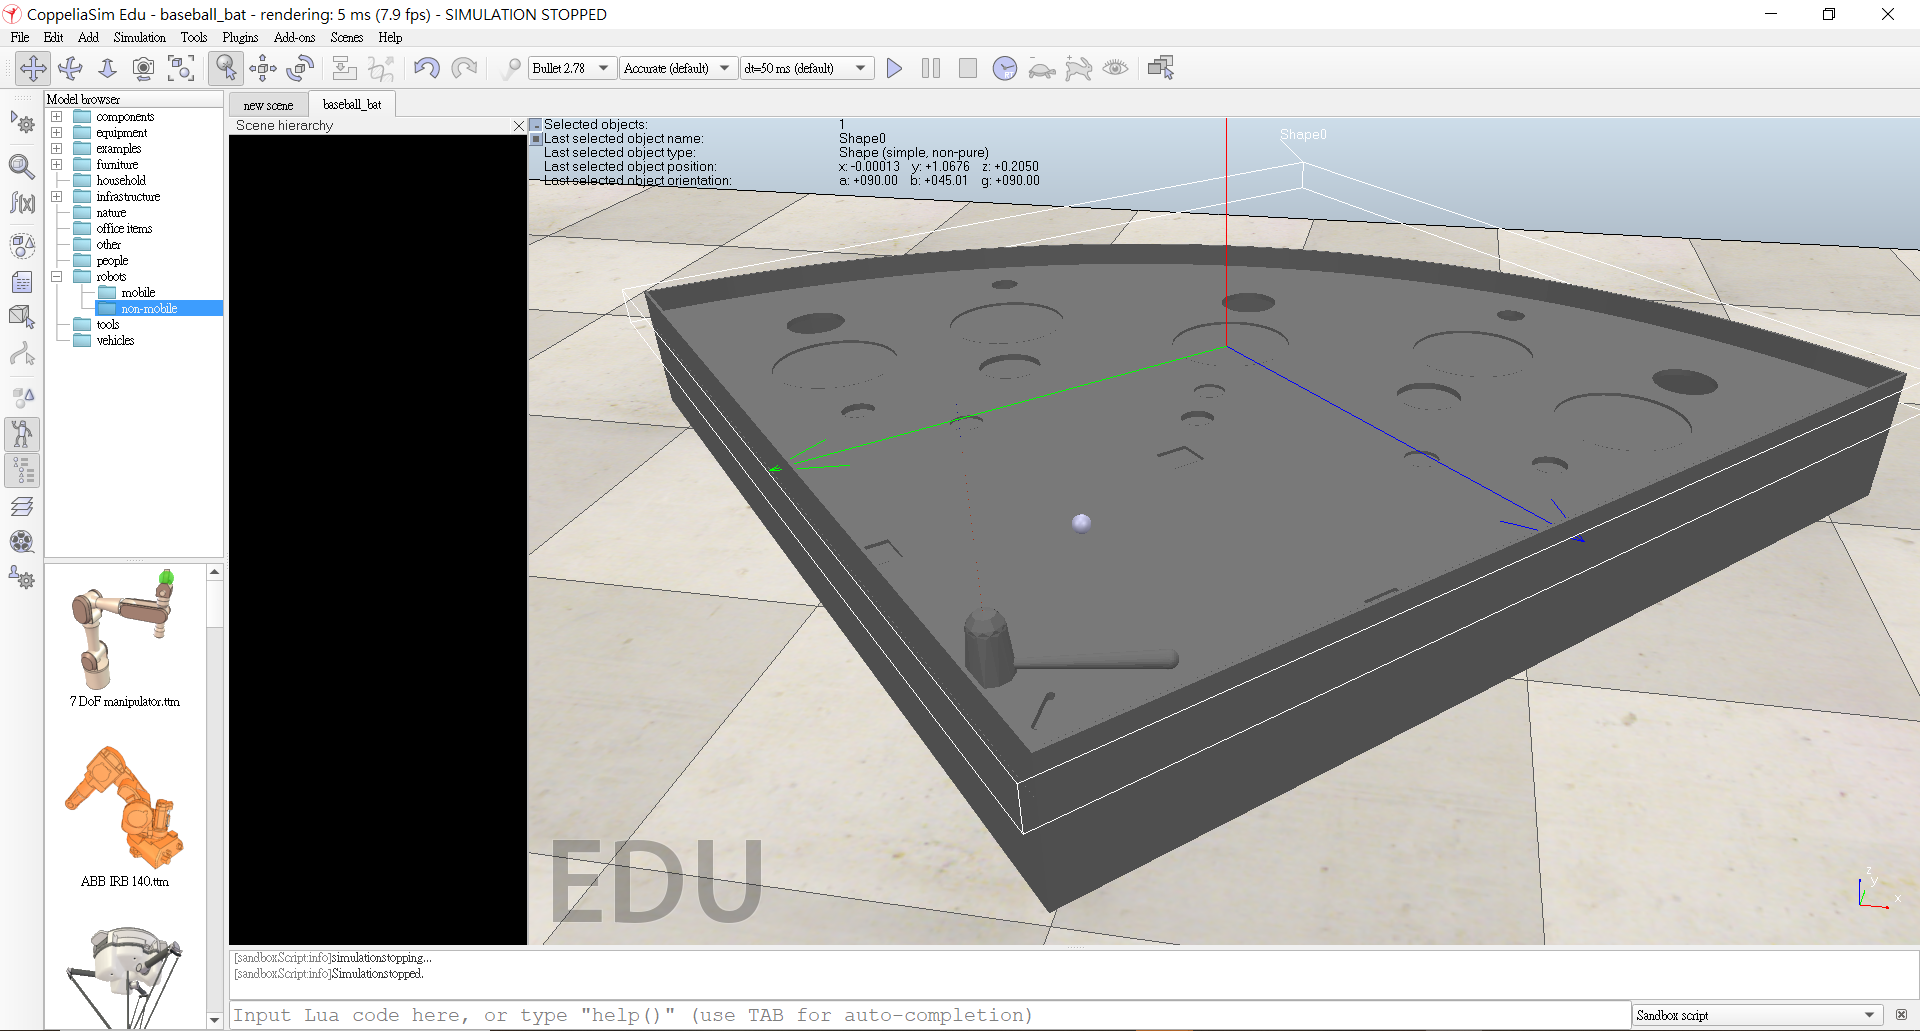 CoppeliaSim Edu - baseball_bat - rendering: 5 ms (7.9 fps) - SIMULATION STOPPED
File Edit Add Simulation Tools Plugins Add-ons Scenes Help
Bullet 2.78 Accurate (default) dt=50 ms (default)
RT
Model browser
components
equipment
examples
furniture
household
infrastructure
nature
office items
other
people
robots
mobile
non-mobile
tools
vehicles
7 DoF manipulator.ttm
ABB IRB 140.ttm
new scene baseball_bat
Scene hierarchy
Selected objects: 1
Last selected object name: Shape0
Last selected object type: Shape (simple, non-pure)
Last selected object position: x: -0.00013 y: +1.0676 z: +0.2050
Last selected object orientation: a: +090.00 b: +045.01 g: +090.00
Shape0
EDU
z
y
x
[sandboxScript:info]simulationstopping...
[sandboxScript:info]Simulationstopped.
Input Lua code here, or type "help()" (use TAB for auto-completion)
Sandbox script
f(x)